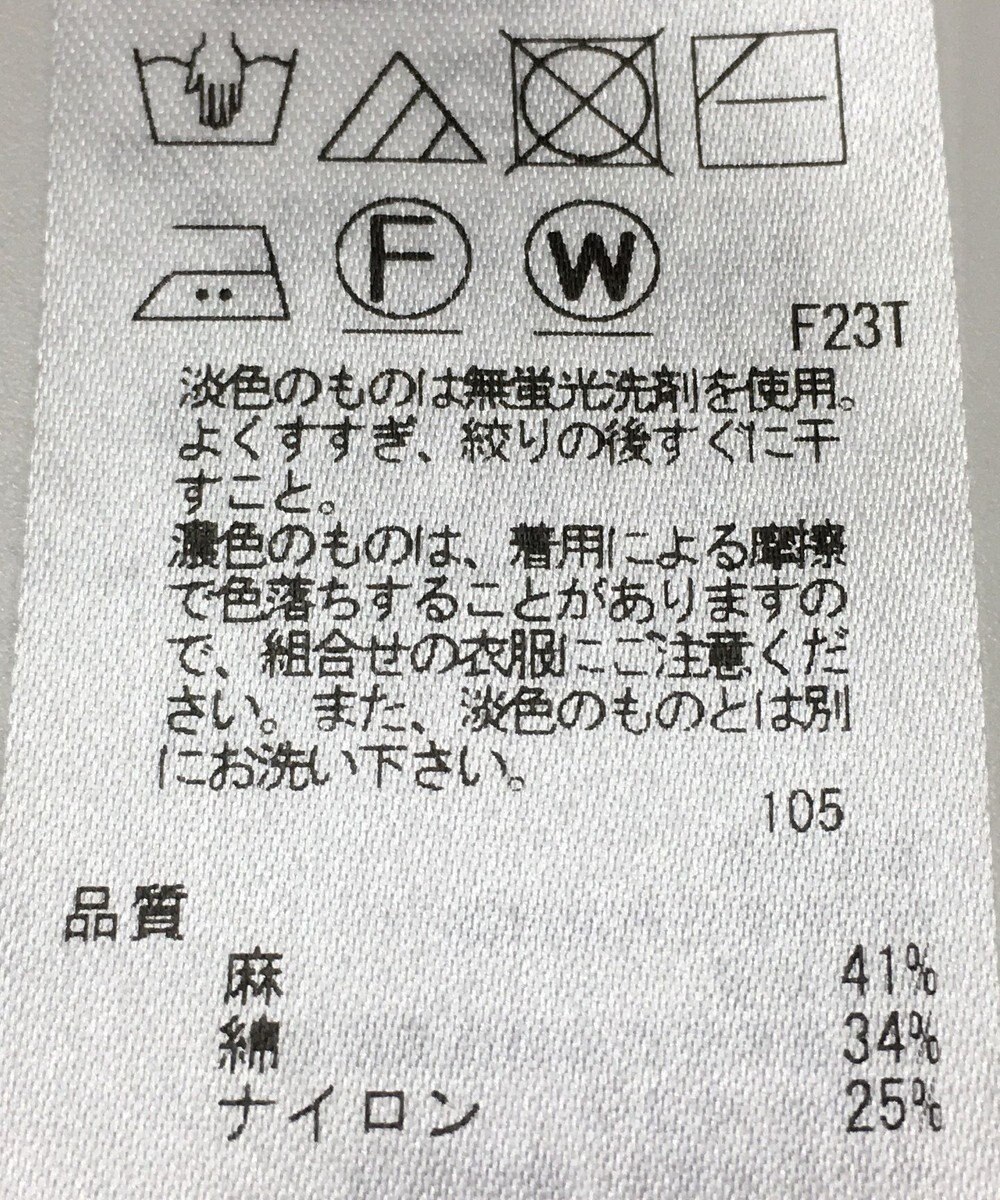 F W
F23T
淡色のものは無蛍光洗剤を使用。
よくすすぎ、絞りの後すぐに干
すこと。
濃色のものは、着用による摩擦
で色落ちすることがありますの
で、組合せの衣服にご注意くだ
さい。また、淡色のものとは別
にお洗い下さい。
105
品質
麻 41%
綿 34%
ナイロン 25%